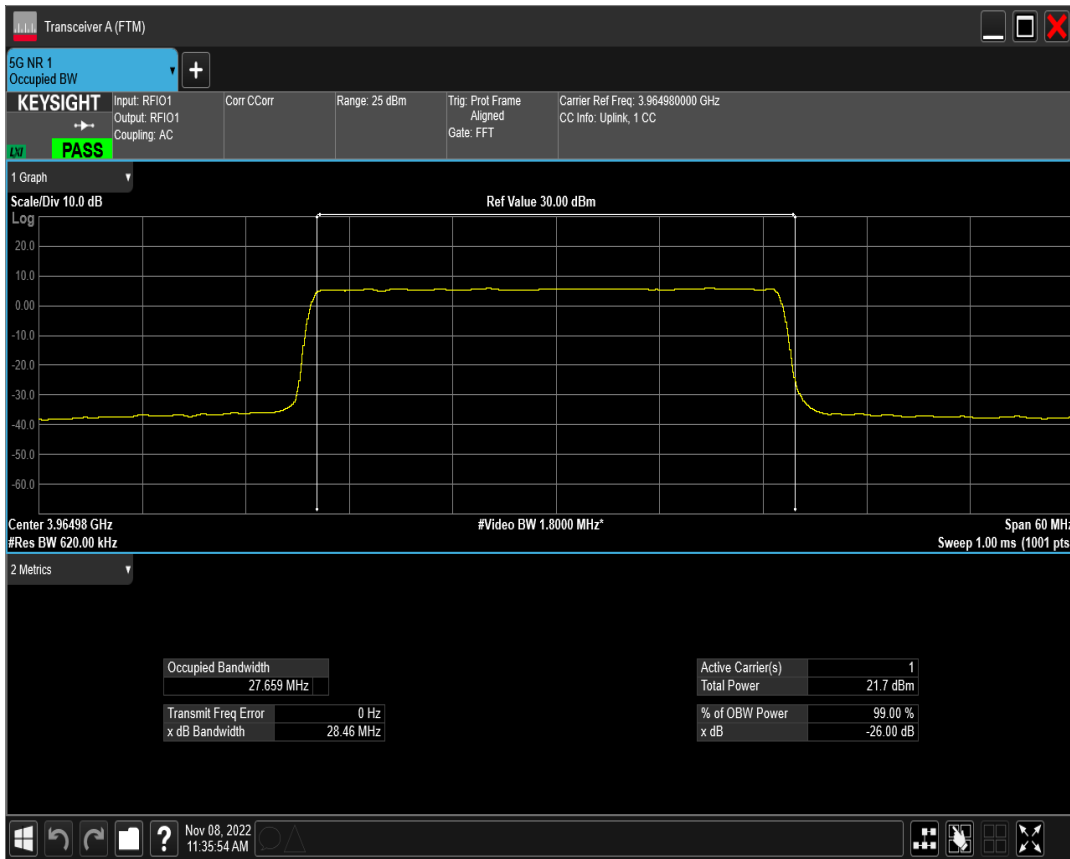 Transceiver A (FTM)
5G NR 1
Occupied BW
+
KEYSIGHT
LXI
PASS
Input: RFIO1
Output: RFIO1
Coupling: AC
Corr CCorr
Range: 25 dBm
Trig: Prot Frame
Aligned
Gate: FFT
Carrier Ref Freq: 3.964980000 GHz
CC Info: Uplink, 1 CC
1 Graph
Scale/Div 10.0 dB
Ref Value 30.00 dBm
Log
20.0
10.0
0.00
-10.0
-20.0
-30.0
-40.0
-50.0
-60.0
Center 3.96498 GHz
#Video BW 1.8000 MHz*
Span 60 MHz
#Res BW 620.00 kHz
Sweep 1.00 ms (1001 pts
2 Metrics
Occupied Bandwidth
27.659 MHz
Transmit Freq Error 0 Hz
x dB Bandwidth 28.46 MHz
Active Carrier(s) 1
Total Power 21.7 dBm
% of OBW Power 99.00 %
x dB -26.00 dB
?
Nov 08, 2022
11:35:54 AM